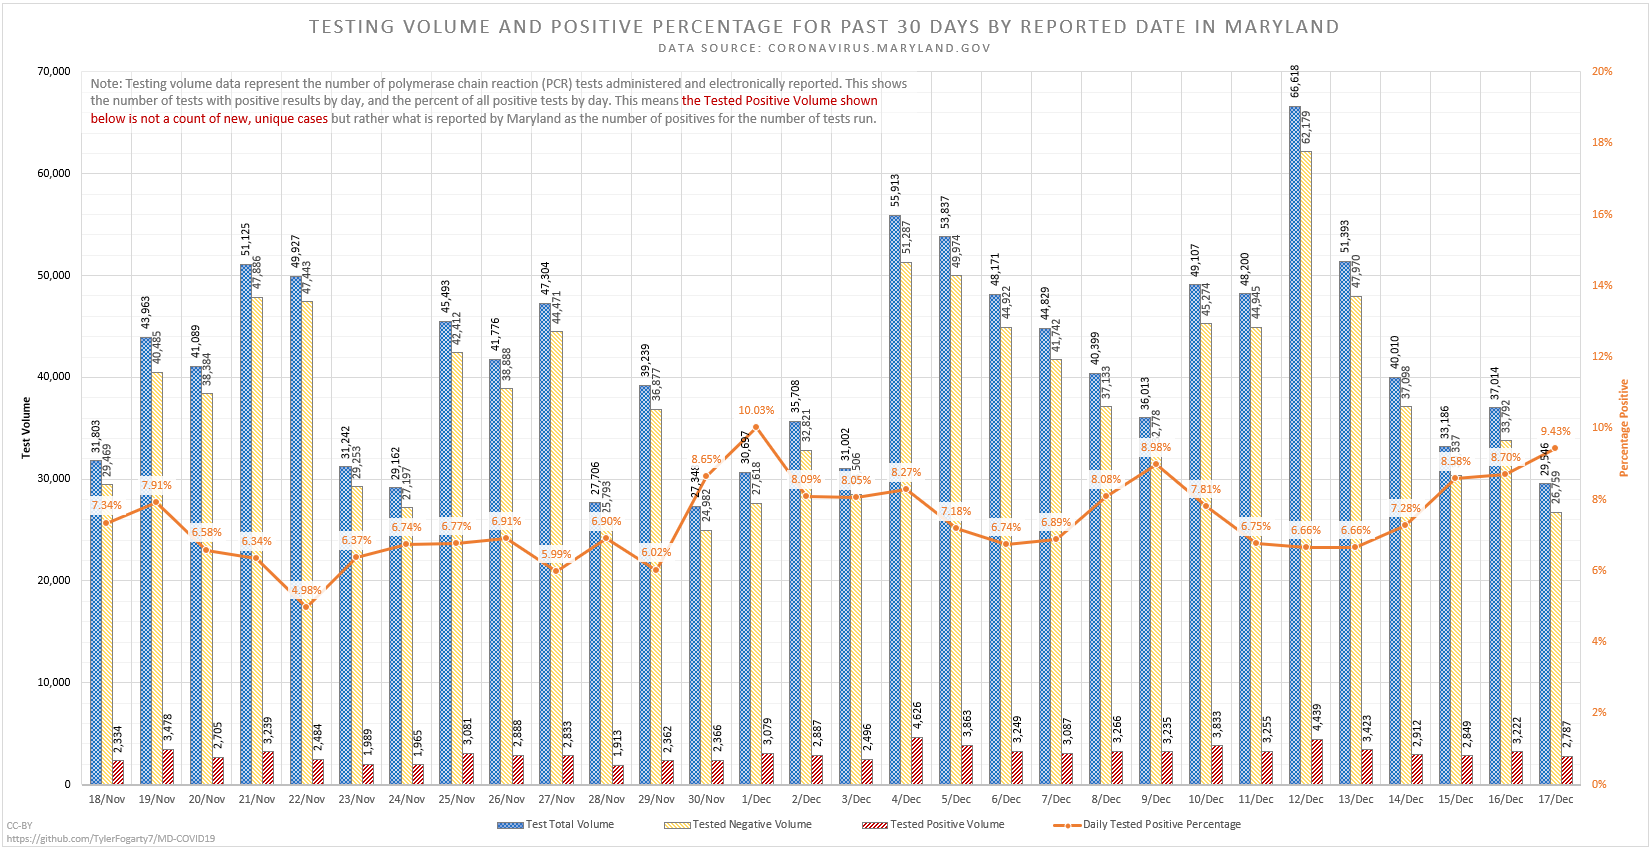 TESTING VOLUME AND POSITIVE PERCENTAGE FOR PAST 30 DAYS BY REPORTED DATE IN MARYLAND
DATA SOURCE: CORONAVIRUS.MARYLAND.GOV
Note: Testing volume data represent the number of polymerase chain reaction (PCR) tests administered and electronically reported. This shows
the number of tests with positive results by day, and the percent of all positive tests by day. This means the Tested Positive Volume shown
below is not a count of new, unique cases but rather what is reported by Maryland as the number of positives for the number of tests run.
Test Volume
70,000
60,000
50,000
40,000
30,000
20,000
10,000
0
31,803 29,469 7.34% 2,334
43,963 40,485 7.91% 3,478
41,089 38,384 6.58% 2,705
51,125 47,886 6.34% 3,239
49,927 47,443 4.98% 2,484
31,242 29,253 6.37% 1,989
29,162 27,197 6.74% 1,965
45,493 42,412 6.77% 3,081
41,776 38,888 6.91% 2,888
47,304 44,471 5.99% 2,833
27,706 25,793 6.90% 1,913
39,239 36,877 6.02% 2,362
27,348 24,982 8.65% 2,366
30,697 27,618 10.03% 3,079
35,708 32,821 8.09% 2,887
31,002 8.05% 2,496
55,913 51,287 8.27% 4,626
53,837 49,974 7.18% 3,863
48,171 44,922 6.74% 3,249
44,829 41,742 6.89% 3,087
40,399 37,133 8.08% 3,266
36,013 8.98% 3,235
49,107 45,274 7.81% 3,833
48,200 44,945 6.75% 3,255
66,618 62,179 6.66% 4,439
51,393 47,970 6.66% 3,423
40,010 37,098 7.28% 2,912
33,186 8.58% 2,849
37,014 33,792 8.70% 3,222
29,546 26,759 9.43% 2,787
20%
18%
16%
14%
12%
10%
8%
6%
4%
2%
0%
Percentage Positive
18/Nov 19/Nov 20/Nov 21/Nov 22/Nov 23/Nov 24/Nov 25/Nov 26/Nov 27/Nov 28/Nov 29/Nov 30/Nov 1/Dec 2/Dec 3/Dec 4/Dec 5/Dec 6/Dec 7/Dec 8/Dec 9/Dec 10/Dec 11/Dec 12/Dec 13/Dec 14/Dec 15/Dec 16/Dec 17/Dec
Test Total Volume Tested Negative Volume Tested Positive Volume Daily Tested Positive Percentage
CC-BY
https://github.com/TylerFogarty7/MD-COVID19